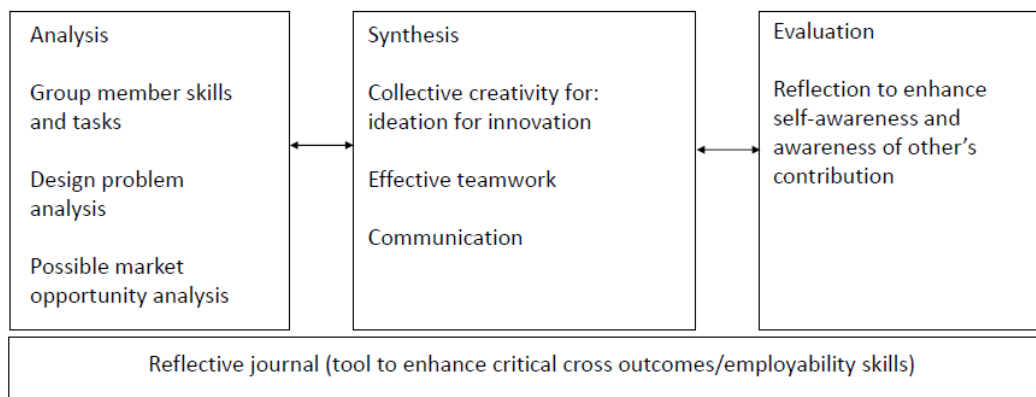 Analysis
Group member skills
and tasks
Design problem
analysis
Possible market
opportunity analysis
Synthesis
Collective creativity for:
ideation for innovation
Effective teamwork
Communication
Evaluation
Reflection to enhance
self-awareness and
awareness of other's
contribution
Reflective journal (tool to enhance critical cross outcomes/employability skills)